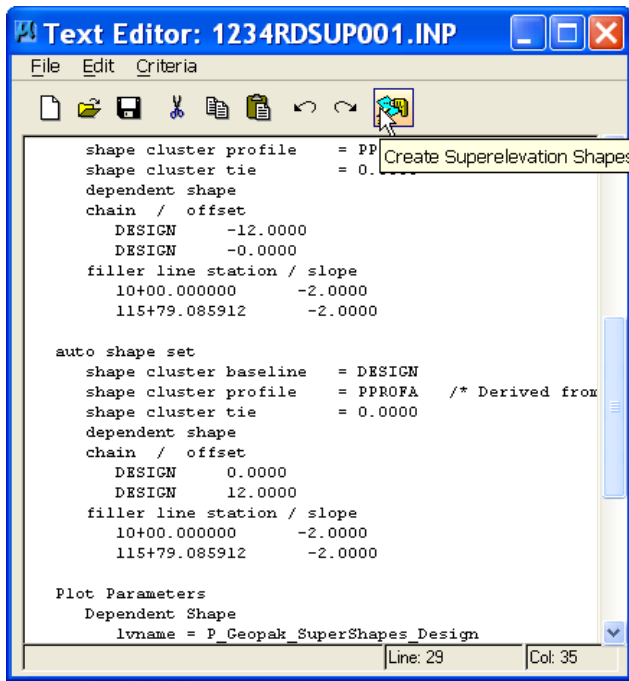 Text Editor: 1234RDSUP001.INP
File Edit Criteria
Create Superelevation Shapes
shape cluster profile = PP
shape cluster tie = 0.
dependent shape
chain / offset
DESIGN -12.0000
DESIGN -0.0000
filler line station / slope
10+00.000000 -2.0000
115+79.085912 -2.0000
auto shape set
shape cluster baseline = DESIGN
shape cluster profile = PPROFA /* Derived from
shape cluster tie = 0.0000
dependent shape
chain / offset
DESIGN 0.0000
DESIGN 12.0000
filler line station / slope
10+00.000000 -2.0000
115+79.085912 -2.0000
Plot Parameters
Dependent Shape
lvname = P_Geopak_SuperShapes_Design
Line: 29 Col: 35